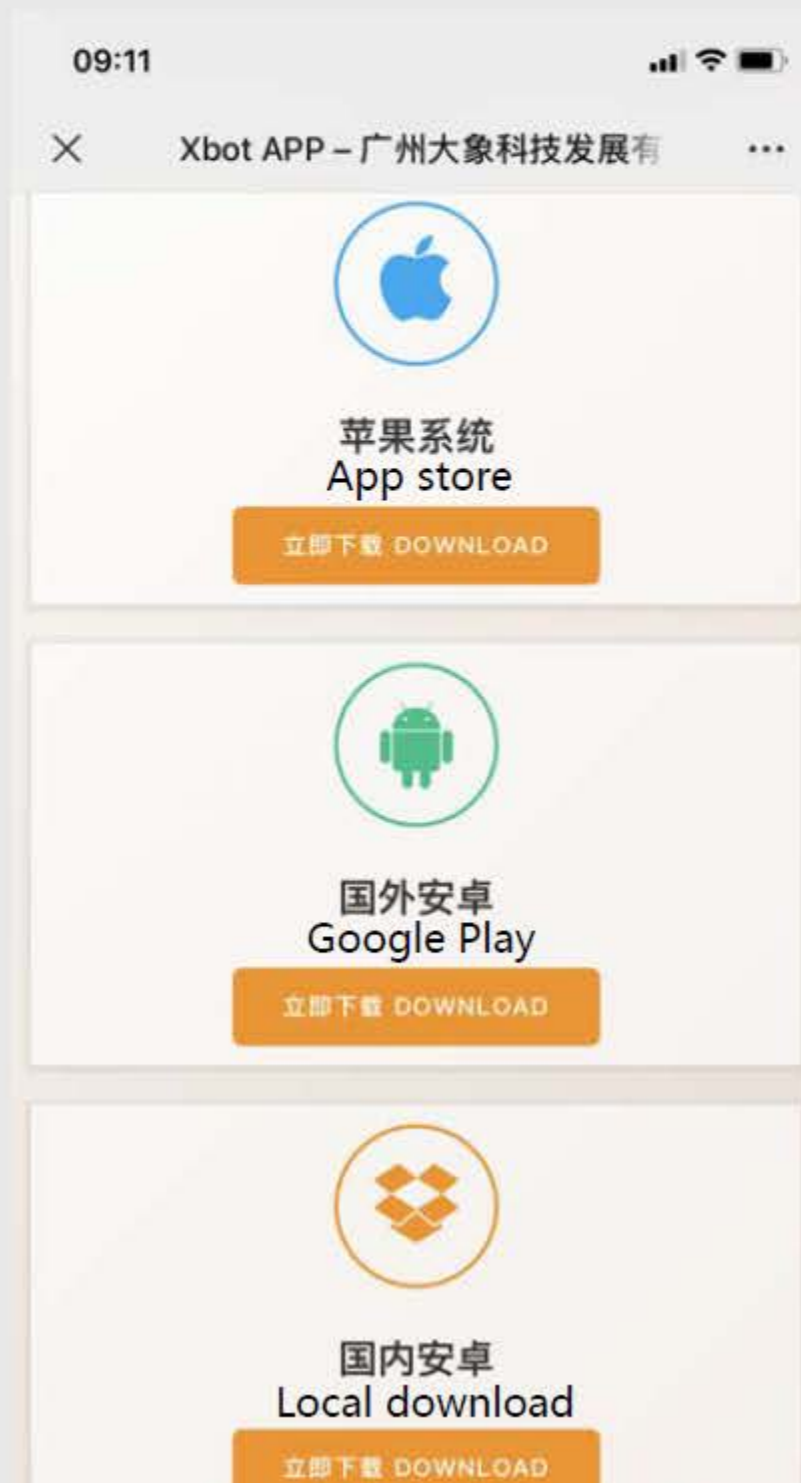 09:11
Xbot APP – 广州大象科技发展有
苹果系统
App store
立即下载 DOWNLOAD
国外安卓
Google Play
立即下载 DOWNLOAD
国内安卓
Local download
立即下载 DOWNLOAD